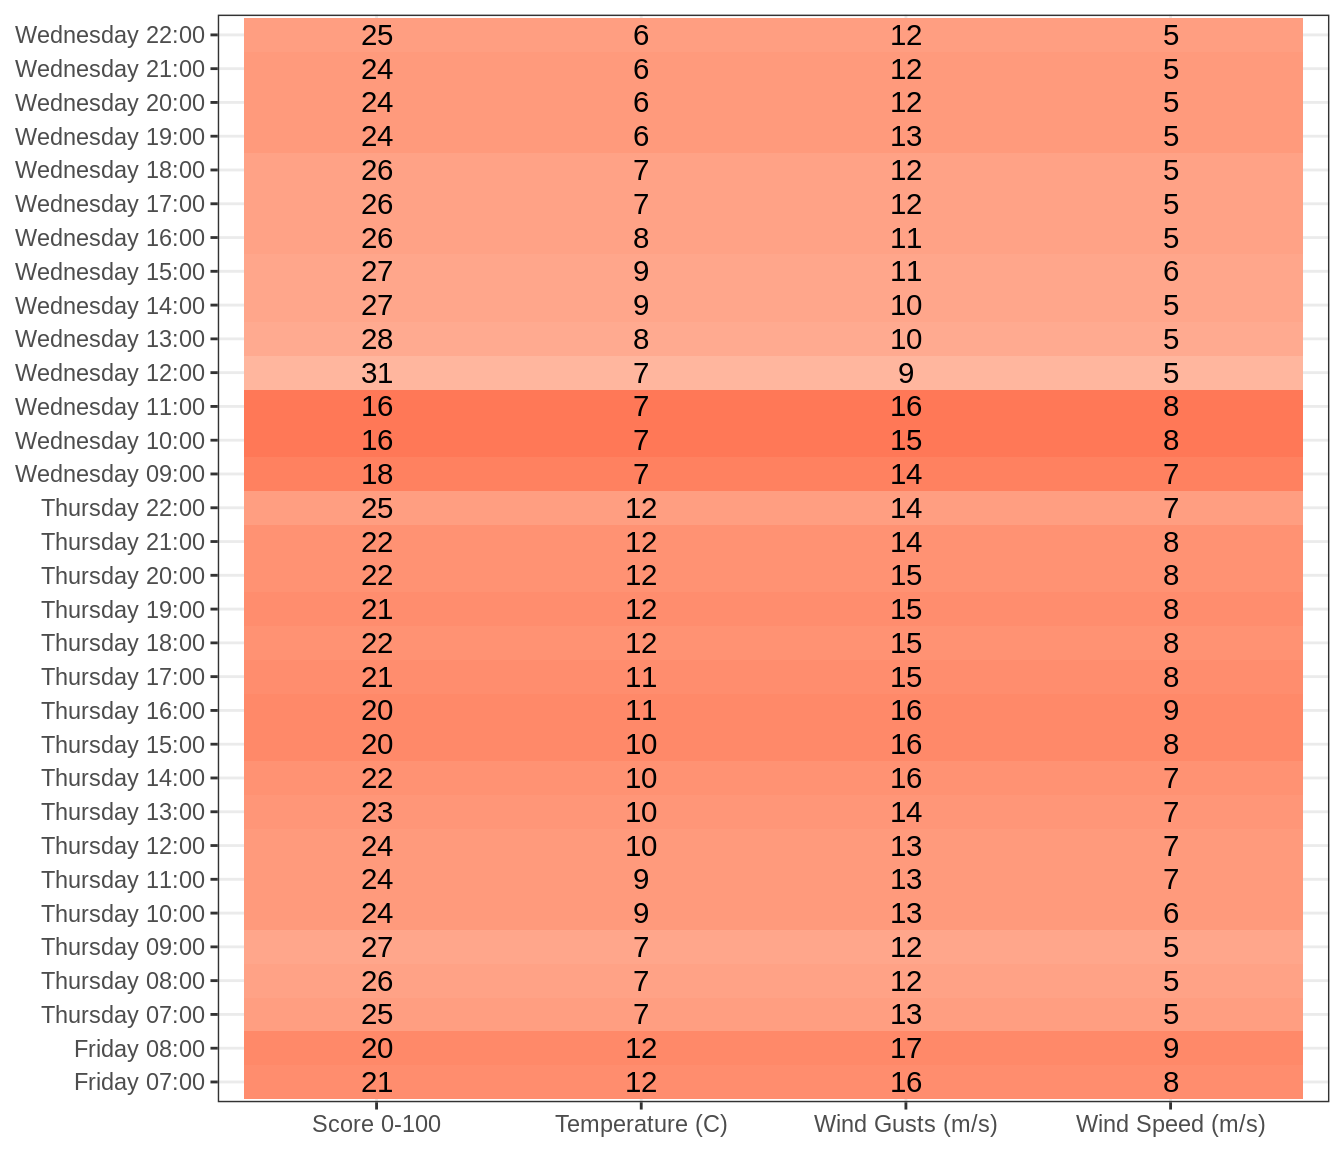 Wednesday 22:00 25 6 12 5
Wednesday 21:00 24 6 12 5
Wednesday 20:00 24 6 12 5
Wednesday 19:00 24 6 13 5
Wednesday 18:00 26 7 12 5
Wednesday 17:00 26 7 12 5
Wednesday 16:00 26 8 11 5
Wednesday 15:00 27 9 11 6
Wednesday 14:00 27 9 10 5
Wednesday 13:00 28 8 10 5
Wednesday 12:00 31 7 9 5
Wednesday 11:00 16 7 16 8
Wednesday 10:00 16 7 15 8
Wednesday 09:00 18 7 14 7
Thursday 22:00 25 12 14 7
Thursday 21:00 22 12 14 8
Thursday 20:00 22 12 15 8
Thursday 19:00 21 12 15 8
Thursday 18:00 22 12 15 8
Thursday 17:00 21 11 15 8
Thursday 16:00 20 11 16 9
Thursday 15:00 20 10 16 8
Thursday 14:00 22 10 16 7
Thursday 13:00 23 10 14 7
Thursday 12:00 24 10 13 7
Thursday 11:00 24 9 13 7
Thursday 10:00 24 9 13 6
Thursday 09:00 27 7 12 5
Thursday 08:00 26 7 12 5
Thursday 07:00 25 7 13 5
Friday 08:00 20 12 17 9
Friday 07:00 21 12 16 8
Score 0-100 Temperature (C) Wind Gusts (m/s) Wind Speed (m/s)